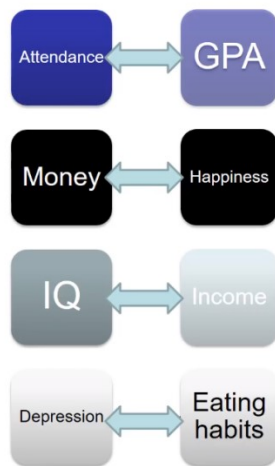 Attendance
GPA
Money
Happiness
IQ
Income
Depression
Eating
habits